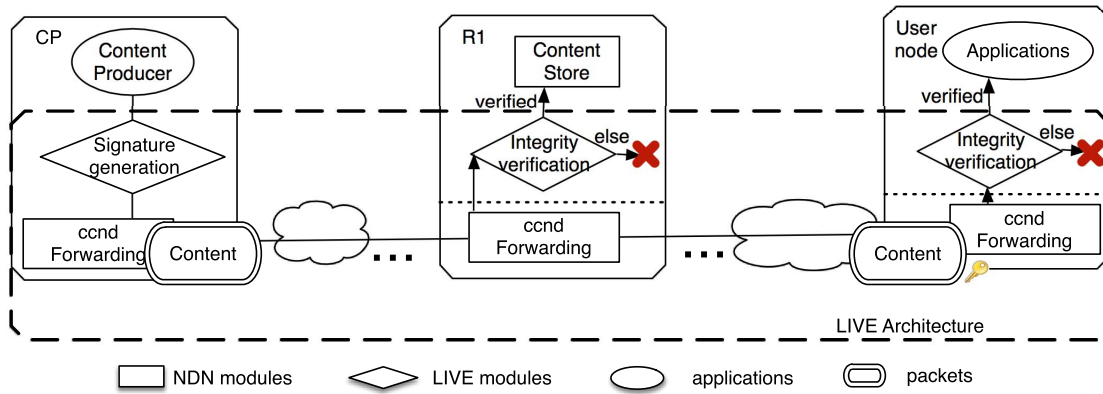 CP
Content
Producer
Signature
generation
ccnd
Forwarding
Content
R1
Content
Store
verified
Integrity
verification
else
ccnd
Forwarding
User
node
Applications
verified
Integrity
verification
else
ccnd
Forwarding
Content
LIVE Architecture
NDN modules
LIVE modules
applications
packets